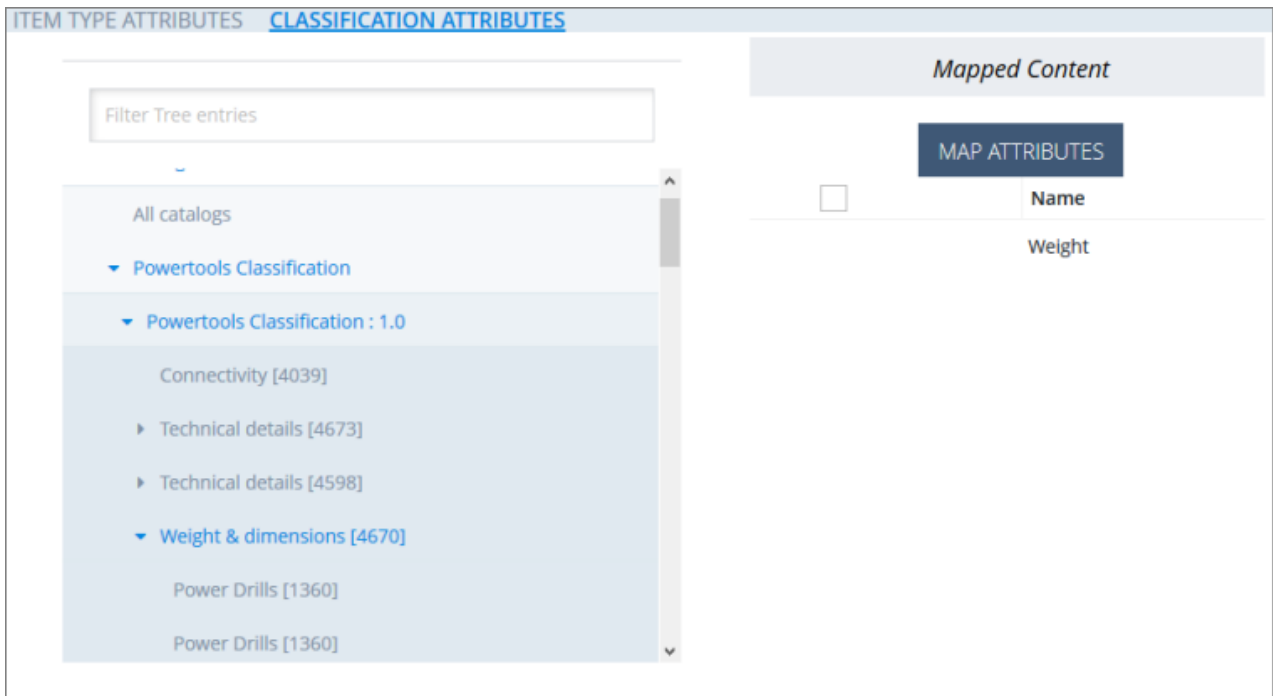 ITEM TYPE ATTRIBUTES CLASSIFICATION ATTRIBUTES
Filter Tree entries
All catalogs
Powertools Classification
Powertools Classification : 1.0
Connectivity [4039]
Technical details [4673]
Technical details [4598]
Weight & dimensions [4670]
Power Drills [1360]
Power Drills [1360]
Mapped Content
MAP ATTRIBUTES
Name
Weight